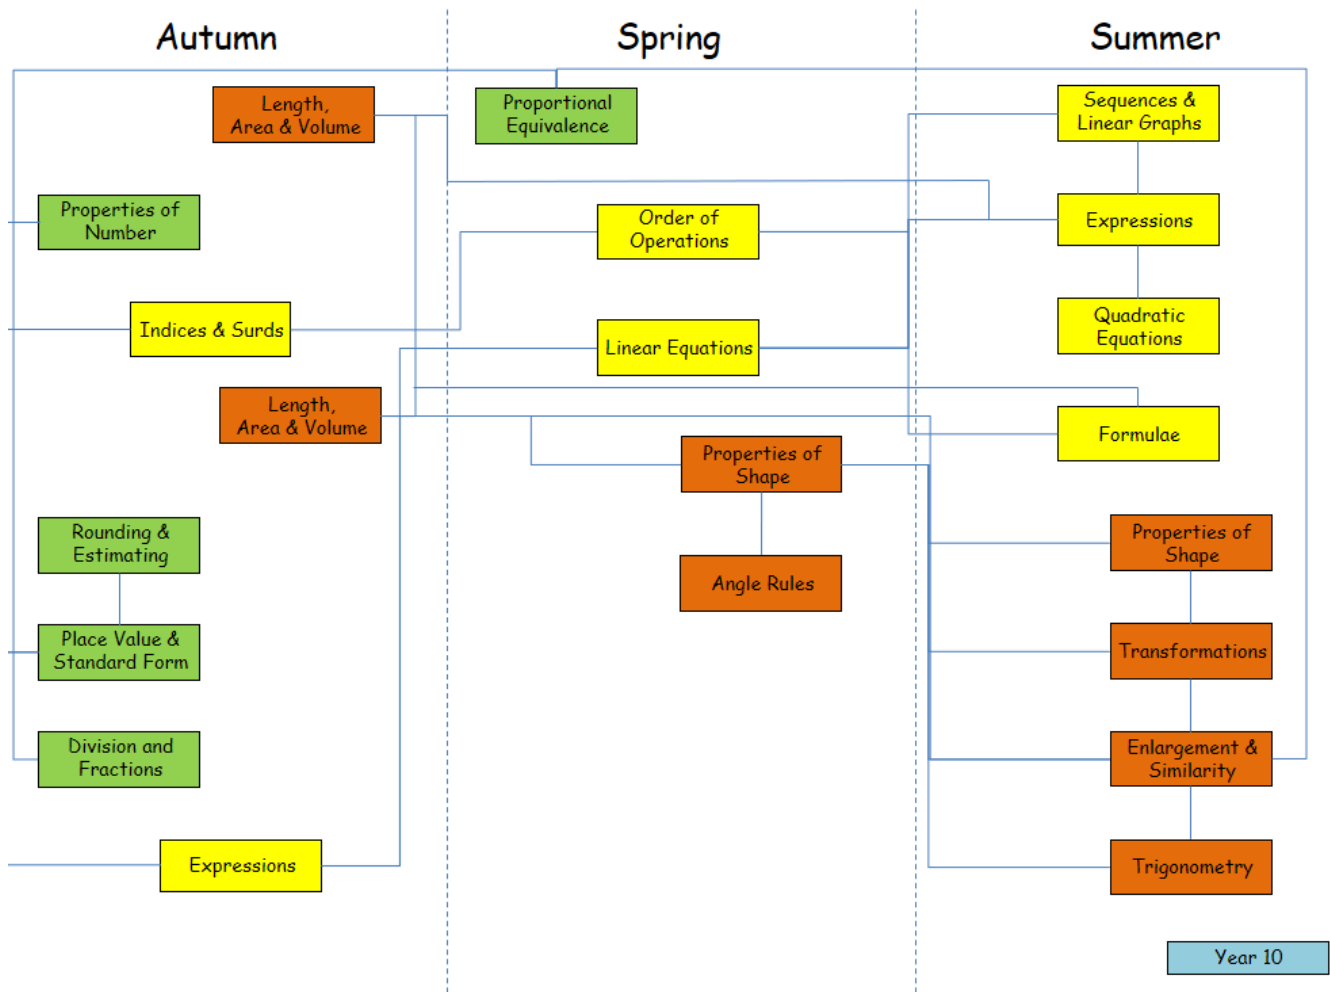 Autumn
Spring
Summer
Length,
Area & Volume
Properties of
Number
Indices & Surds
Length,
Area & Volume
Rounding &
Estimating
Place Value &
Standard Form
Division and
Fractions
Expressions
Proportional
Equivalence
Order of
Operations
Linear Equations
Properties of
Shape
Angle Rules
Sequences &
Linear Graphs
Expressions
Quadratic
Equations
Formulae
Properties of
Shape
Transformations
Enlargement &
Similarity
Trigonometry
Year 10